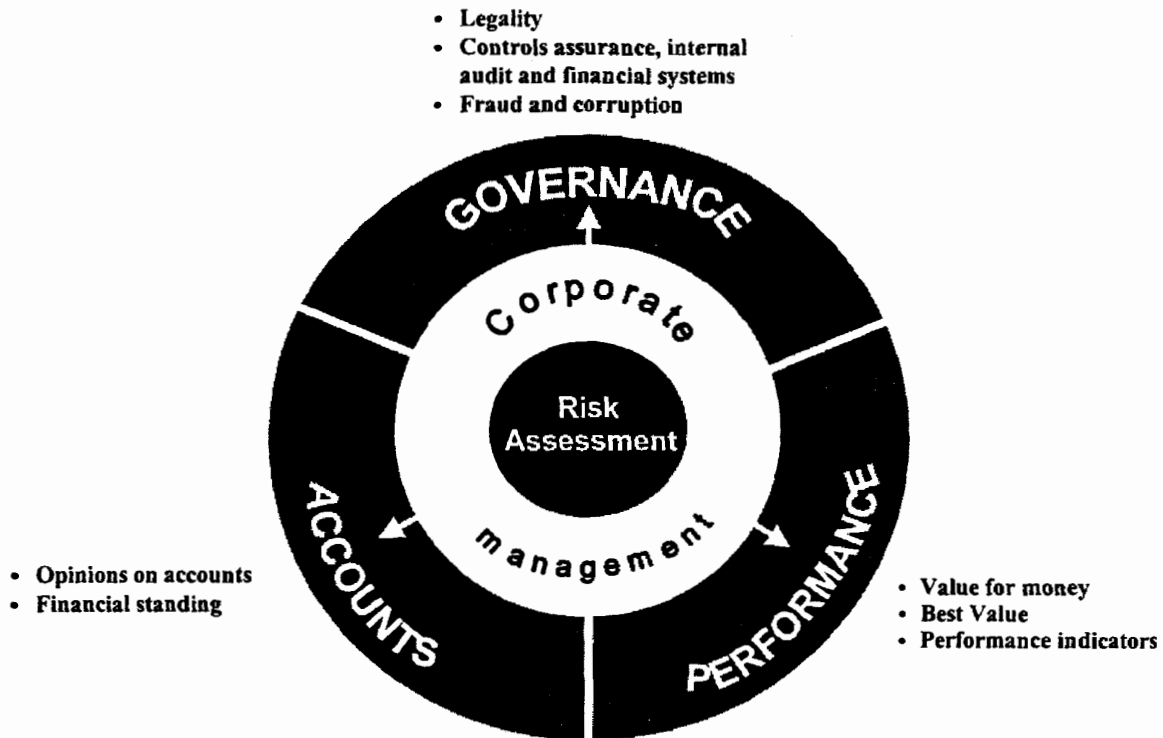 • Legality
• Controls assurance, internal
audit and financial systems
• Fraud and corruption
GOVERNANCE
Corporate
Risk
Assessment
management
ACCOUNTS
PERFORMANCE
• Opinions on accounts
• Financial standing
• Value for money
• Best Value
• Performance indicators